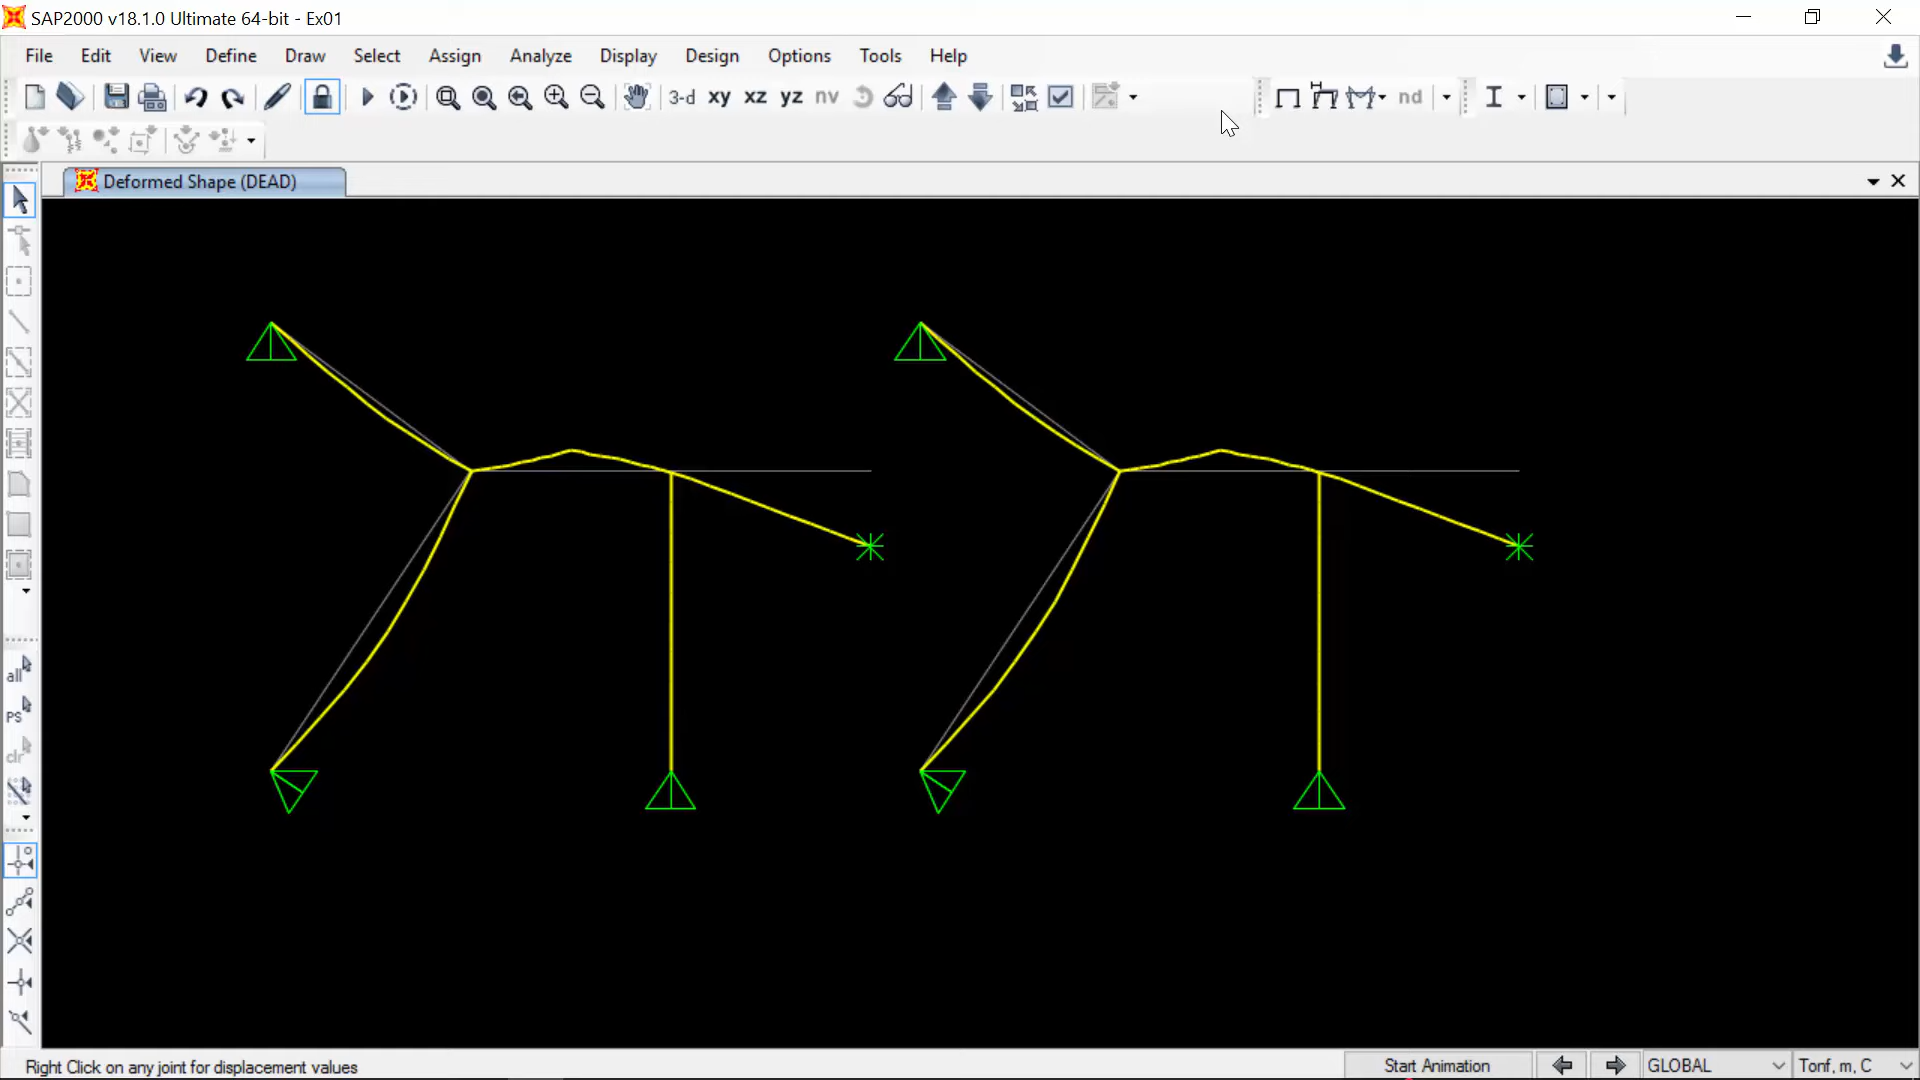 SAP2000 v18.1.0 Ultimate 64-bit - Ex01
File Edit View Define Draw Select Assign Analyze Display Design Options Tools Help
3-d xy xz yz nv nd
Deformed Shape (DEAD)
all
PS
clr
Right Click on any joint for displacement values
Start Animation
GLOBAL
Tonf, m, C